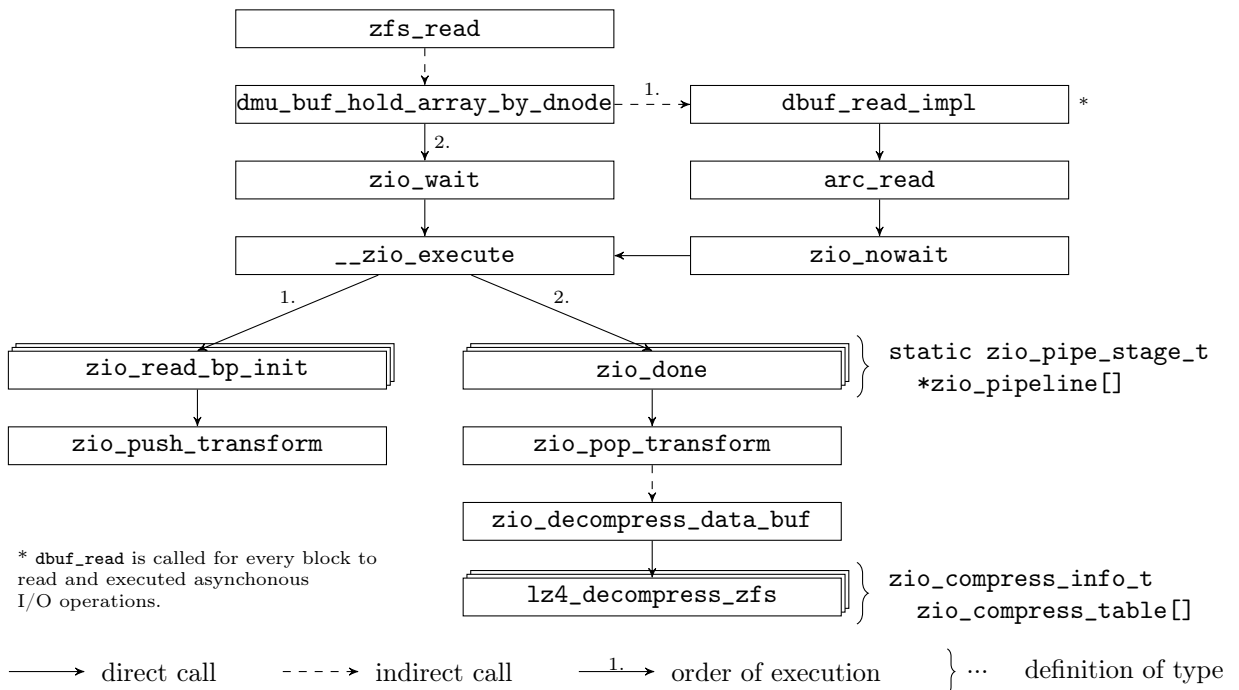 zfs_read
dmu_buf_hold_array_by_dnode
1.
dbuf_read_impl
*
2.
zio_wait
arc_read
__zio_execute
zio_nowait
1.
2.
zio_read_bp_init
zio_done
static zio_pipe_stage_t
*zio_pipeline[]
zio_push_transform
zio_pop_transform
zio_decompress_data_buf
* dbuf_read is called for every block to
read and executed asynchonous
I/O operations.
lz4_decompress_zfs
zio_compress_info_t
zio_compress_table[]
direct call
indirect call
1.
order of execution
} ...
definition of type